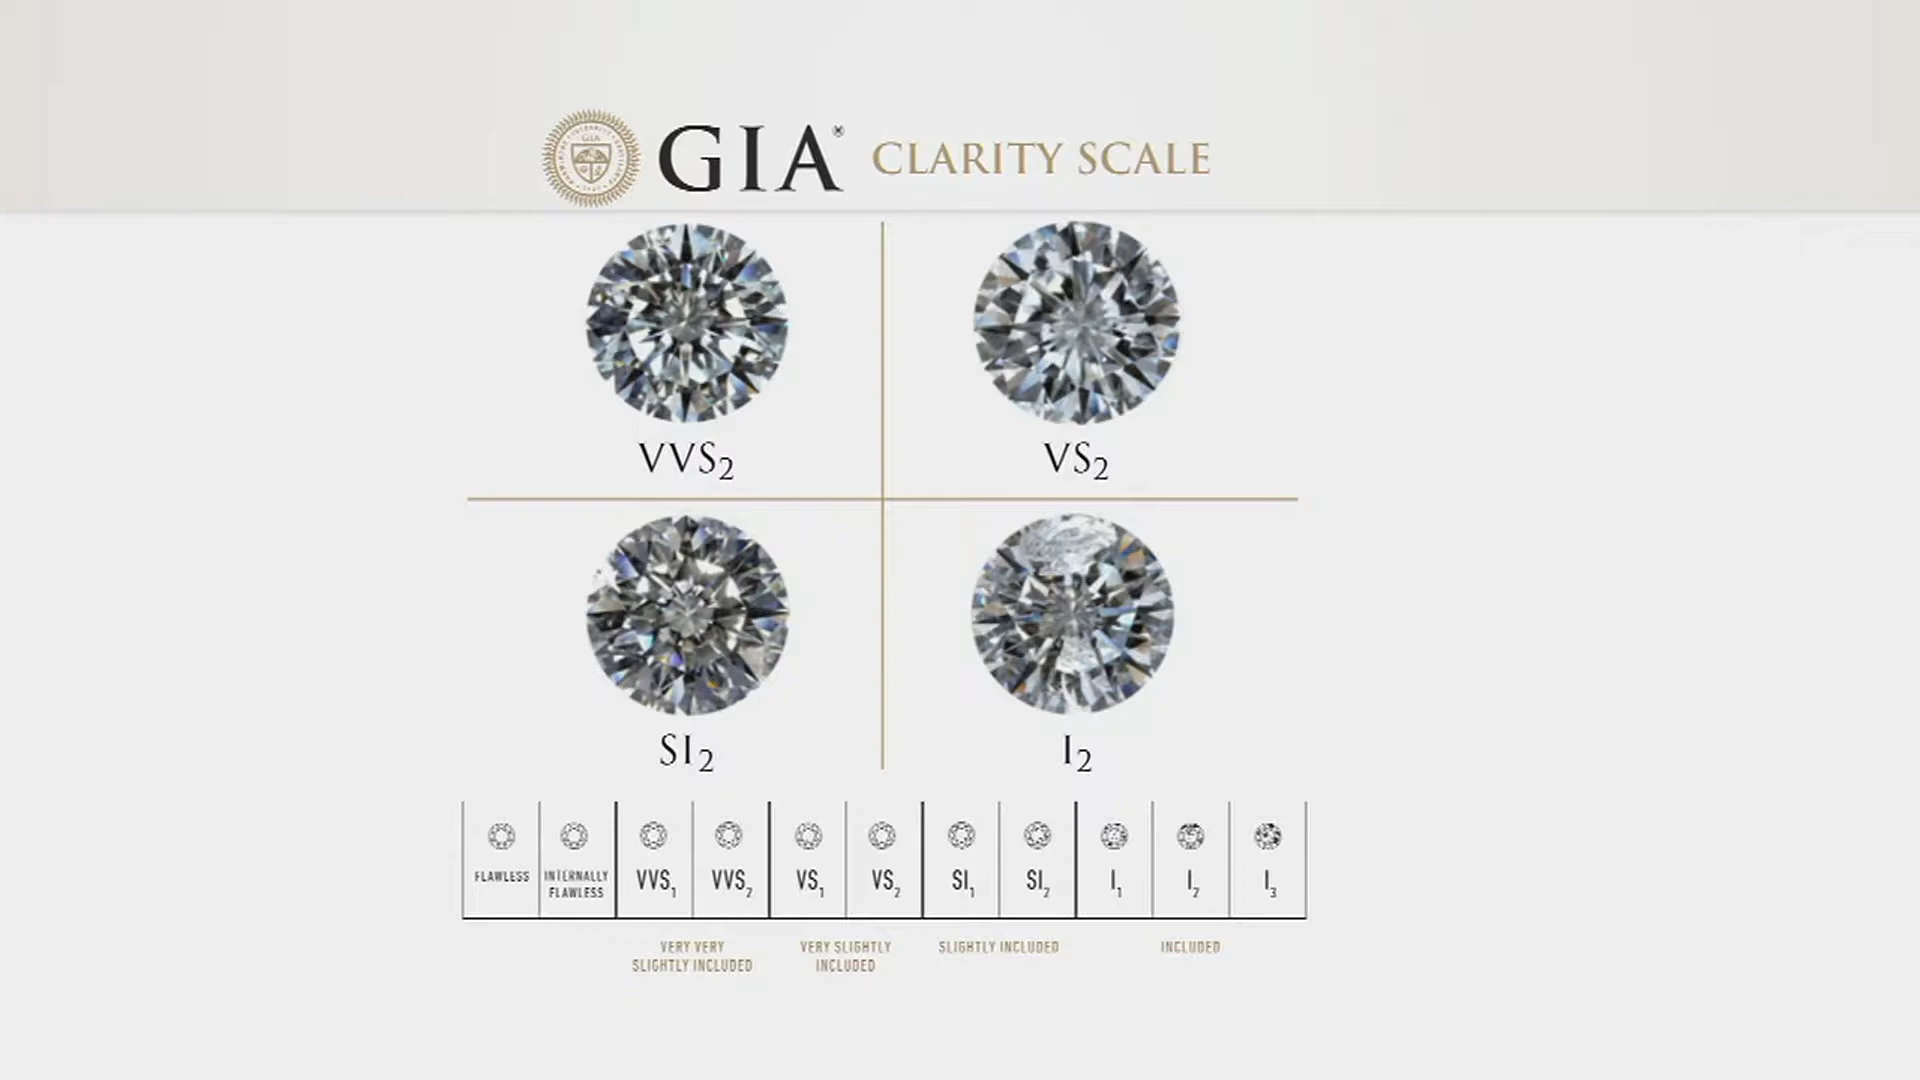 GIA® CLARITY SCALE
GIA
VVS₂
VS₂
SI₂
I₂
FLAWLESS
INTERNALLY
FLAWLESS
VVS₁
VVS₂
VS₁
VS₂
SI₁
SI₂
I₁
I₂
I₃
VERY VERY
SLIGHTLY INCLUDED
VERY SLIGHTLY
INCLUDED
SLIGHTLY INCLUDED
INCLUDED